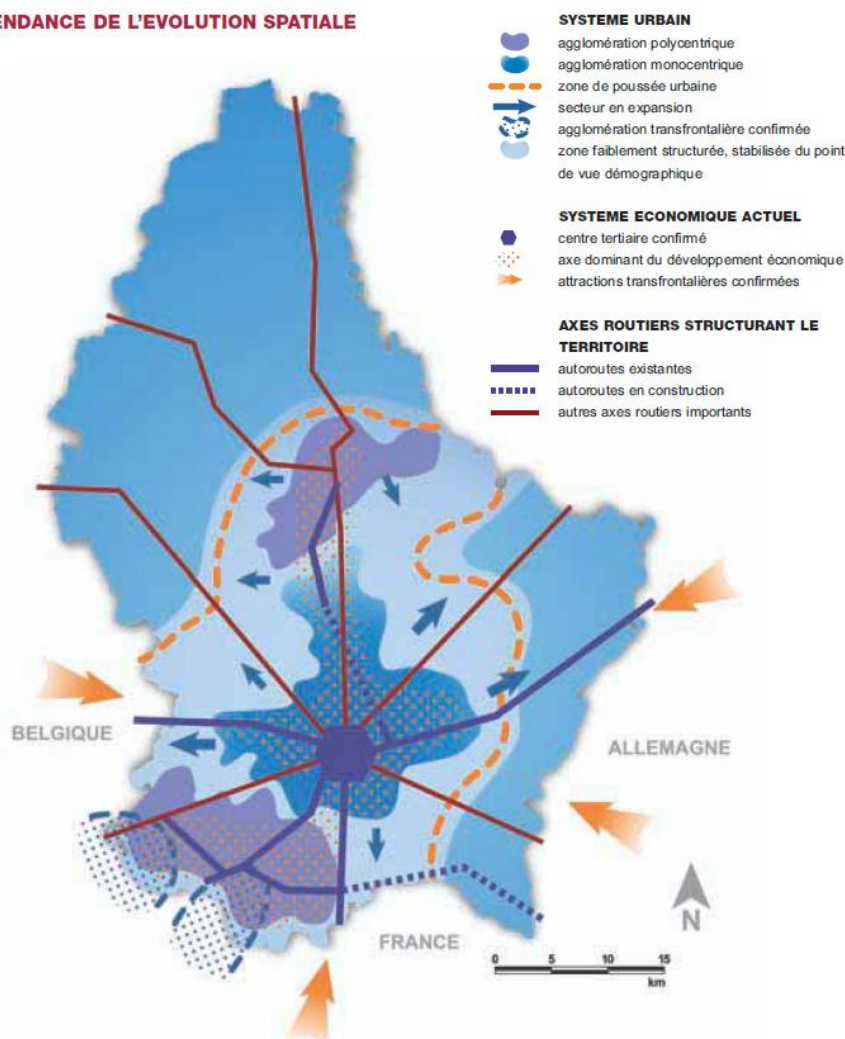 ENDANCE DE L'EVOLUTION SPATIALE
SYSTEME URBAIN
agglomération polycentrique
agglomération monocentrique
zone de poussée urbaine
secteur en expansion
agglomération transfrontalière confirmée
zone faiblement structurée, stabilisée du point
de vue démographique
SYSTEME ECONOMIQUE ACTUEL
centre tertiaire confirmé
axe dominant du développement économique
attractions transfrontalières confirmées
AXES ROUTIERS STRUCTURANT LE
TERRITOIRE
autoroutes existantes
autoroutes en construction
autres axes routiers importants
BELGIQUE
ALLEMAGNE
FRANCE
N
0 5 10 15
km